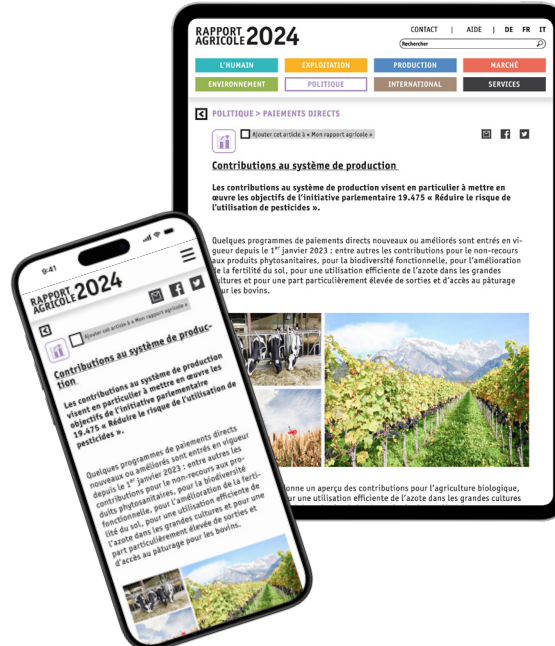 RAPPORT
AGRICOLE 2024
CONTACT | AIDE | DE FR IT
Rechercher
L'HUMAIN EXPLOITATION PRODUCTION MARCHÉ
ENVIRONNEMENT POLITIQUE INTERNATIONAL SERVICES
POLITIQUE > PAIEMENTS DIRECTS
Ajouter cet article à « Mon rapport agricole »
Contributions au système de production
Les contributions au système de production visent en particulier à mettre en
œuvre les objectifs de l'initiative parlementaire 19.475 « Réduire le risque de
l'utilisation de pesticides ».
Quelques programmes de paiements directs nouveaux ou améliorés sont entrés en vi-
gueur depuis le 1er janvier 2023 : entre autres les contributions pour le non-recours
aux produits phytosanitaires, pour la biodiversité fonctionnelle, pour l'amélioration
de la fertilité du sol, pour une utilisation efficiente de l'azote dans les grandes
cultures et pour une part particulièrement élevée de sorties et d'accès au pâturage
pour les bovins.
un aperçu des contributions pour l'agriculture biologique,
une utilisation efficiente de l'azote dans les grandes cultures
9:41
RAPPORT
AGRICOLE 2024
Ajouter cet article à « Mon rapport agricole »
Contributions au système de produc-
tion
Les contributions au système de production
visent en particulier à mettre en œuvre les
objectifs de l'initiative parlementaire
19.475 « Réduire le risque de l'utilisation de
pesticides ».
Quelques programmes de paiements directs
nouveaux ou améliorés sont entrés en vigueur
depuis le 1er janvier 2023 : entre autres les
contributions pour le non-recours aux pro-
duits phytosanitaires, pour la biodiversité
fonctionnelle, pour l'amélioration de la ferti-
lité du sol, pour une utilisation efficiente de
l'azote dans les grandes cultures et pour une
part particulièrement élevée de sorties et
d'accès au pâturage pour les bovins.